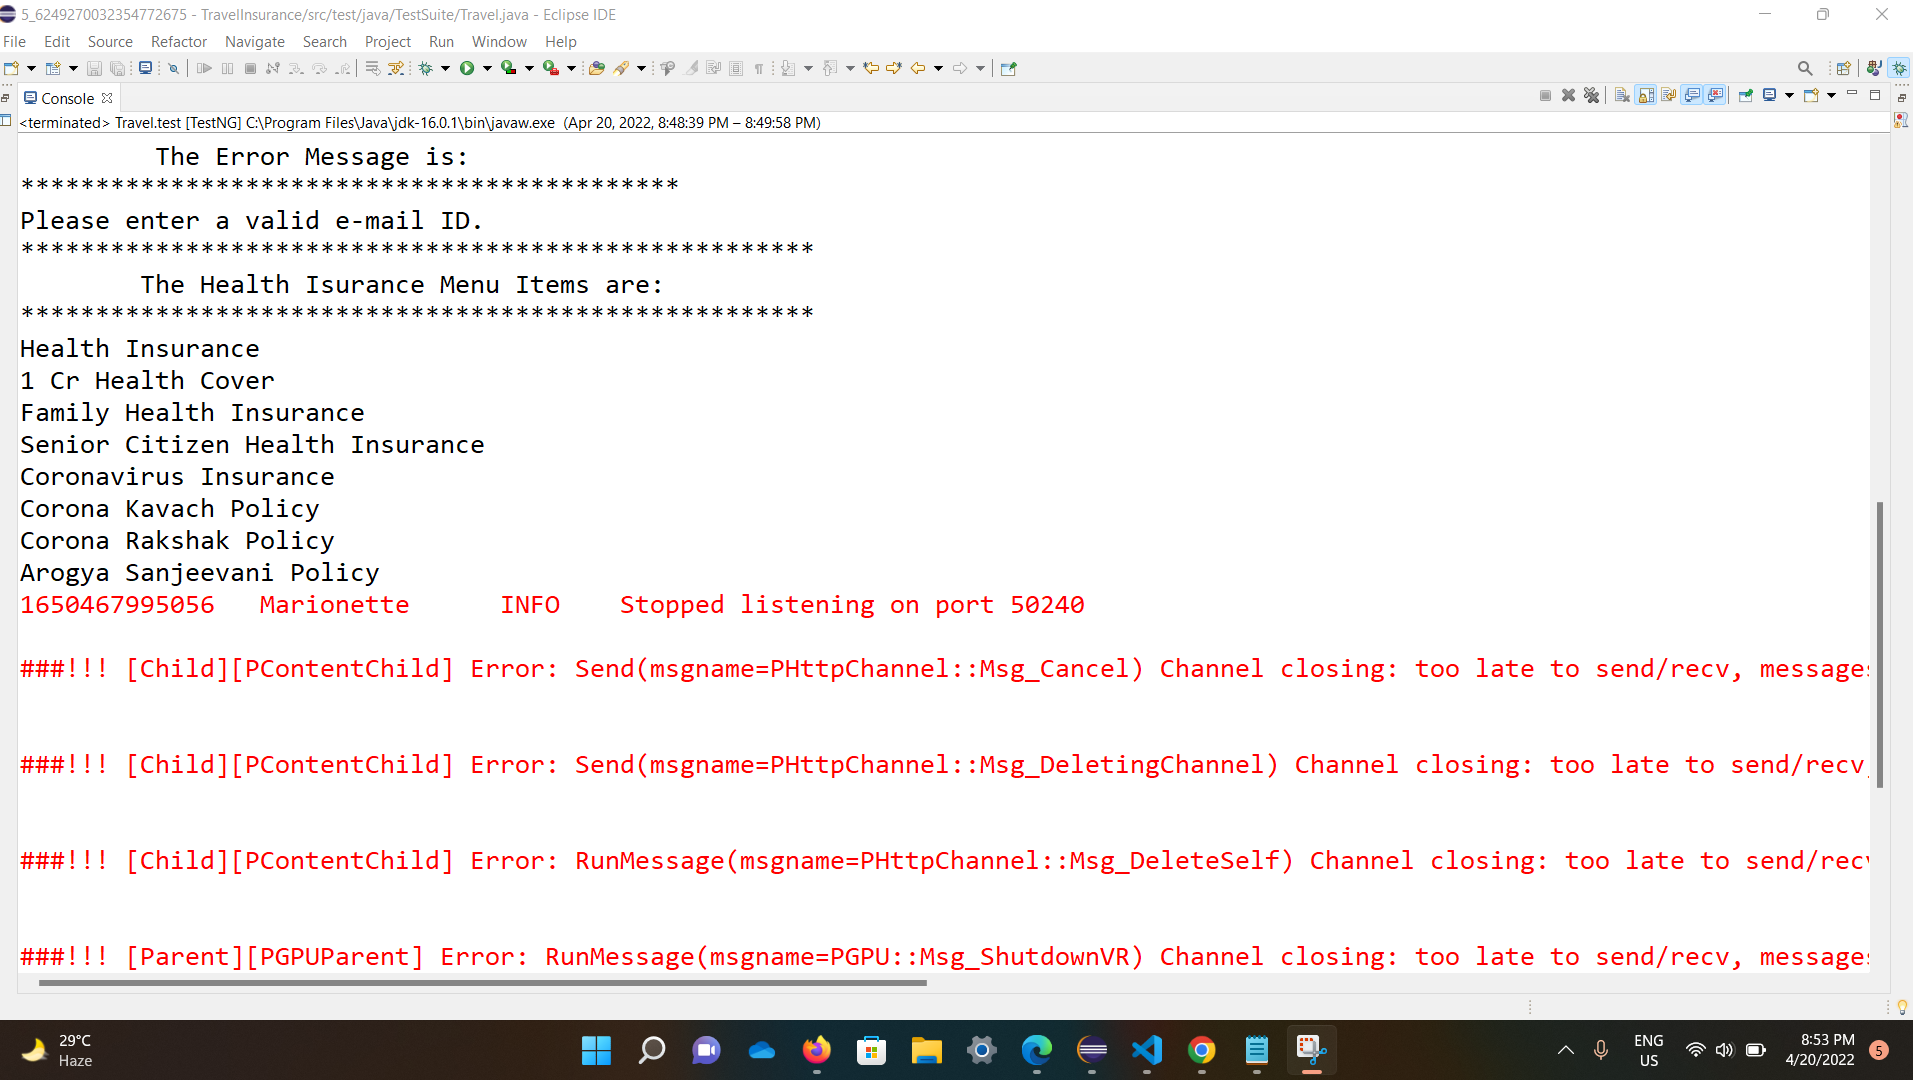 5_6249270032354772675 - TravelInsurance/src/test/java/TestSuite/Travel.java - Eclipse IDE
File Edit Source Refactor Navigate Search Project Run Window Help
Console
<terminated> Travel.test [TestNG] C:\Program Files\Java\jdk-16.0.1\bin\javaw.exe (Apr 20, 2022, 8:48:39 PM – 8:49:58 PM)
The Error Message is:
********************************************
Please enter a valid e-mail ID.
*****************************************************
The Health Isurance Menu Items are:
*****************************************************
Health Insurance
1 Cr Health Cover
Family Health Insurance
Senior Citizen Health Insurance
Coronavirus Insurance
Corona Kavach Policy
Corona Rakshak Policy
Arogya Sanjeevani Policy
1650467995056 Marionette INFO Stopped listening on port 50240
###!!! [Child][PContentChild] Error: Send(msgname=PHttpChannel::Msg_Cancel) Channel closing: too late to send/recv, messages
###!!! [Child][PContentChild] Error: Send(msgname=PHttpChannel::Msg_DeletingChannel) Channel closing: too late to send/recv,
###!!! [Child][PContentChild] Error: RunMessage(msgname=PHttpChannel::Msg_DeleteSelf) Channel closing: too late to send/recv
###!!! [Parent][PGPUParent] Error: RunMessage(msgname=PGPU::Msg_ShutdownVR) Channel closing: too late to send/recv, messages
29°C
Haze
ENG
US
8:53 PM
4/20/2022
5